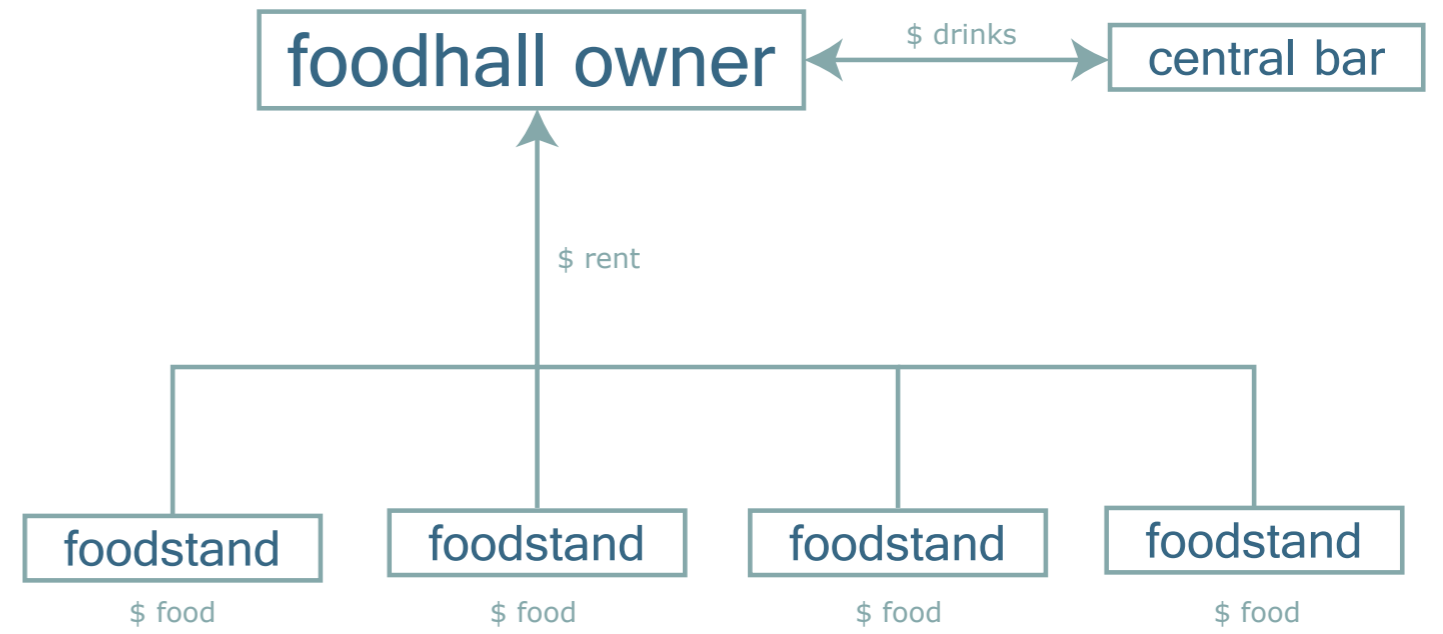 foodhall owner
$ drinks
central bar
$ rent
foodstand
foodstand
foodstand
foodstand
$ food
$ food
$ food
$ food